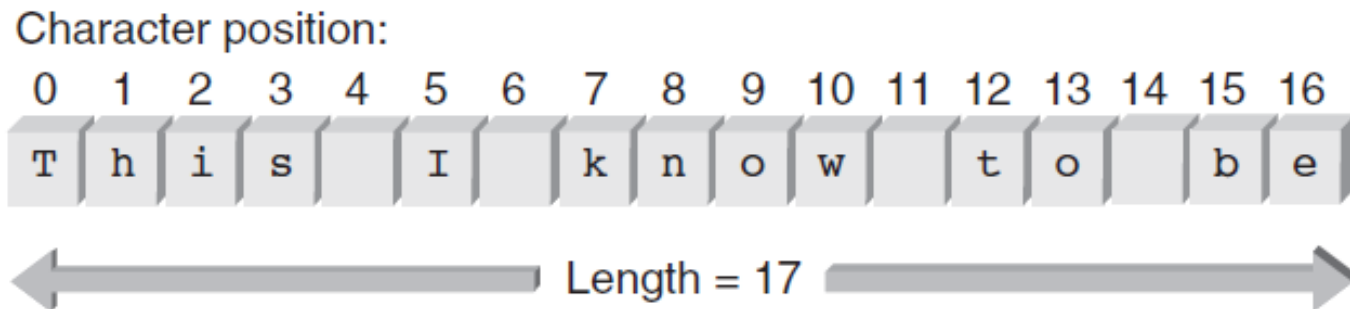 Character position:
0 1 2 3 4 5 6 7 8 9 10 11 12 13 14 15 16
T h i s I k n o w t o b e
Length = 17